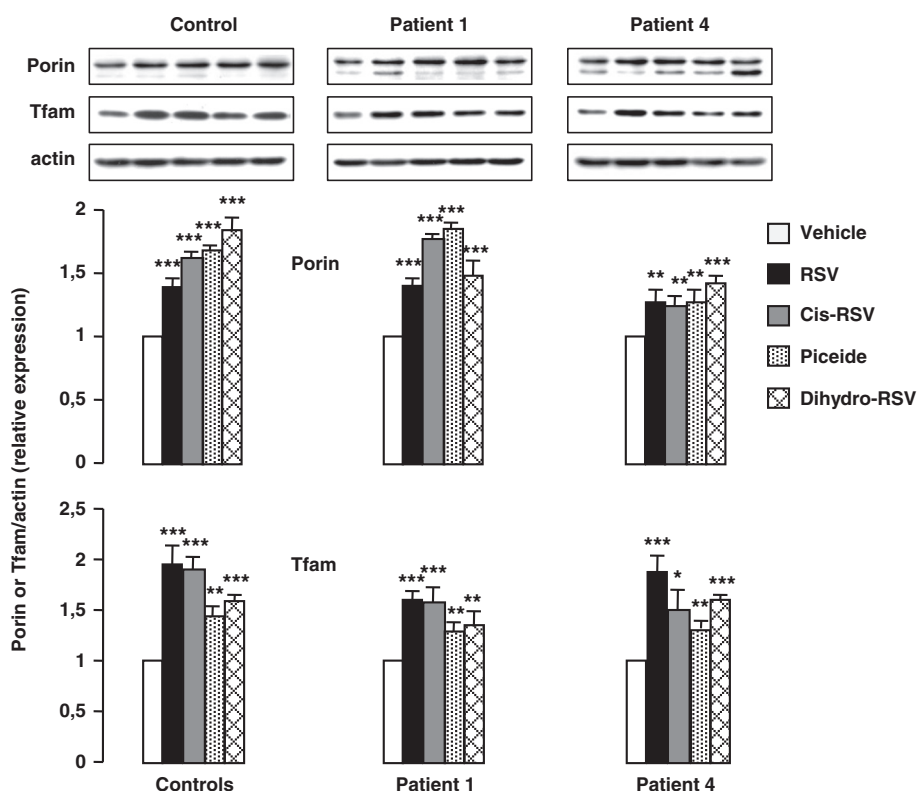 Control Patient 1 Patient 4
Porin
Tfam
actin
Porin or Tfam/actin (relative expression)
2
1,5
1
0,5
0
*** *** *** ***
Porin
*** *** *** ***
** ** ** ***
Vehicle
RSV
Cis-RSV
Piceide
Dihydro-RSV
2,5
2
1,5
1
0,5
0
*** *** ** ***
Tfam
*** *** ** **
*** * ** ***
Controls Patient 1 Patient 4